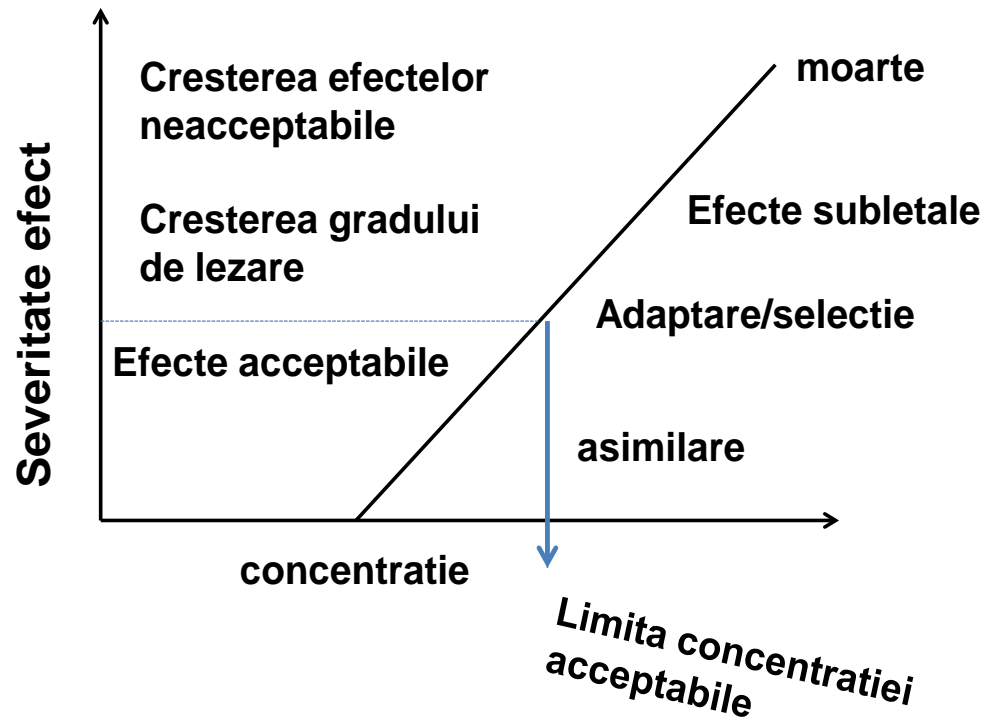 Severitate efect
Cresterea efectelor
neacceptabile
moarte
Cresterea gradului
de lezare
Efecte subletale
Adaptare/selectie
Efecte acceptabile
asimilare
concentratie
Limita concentratiei
acceptabile